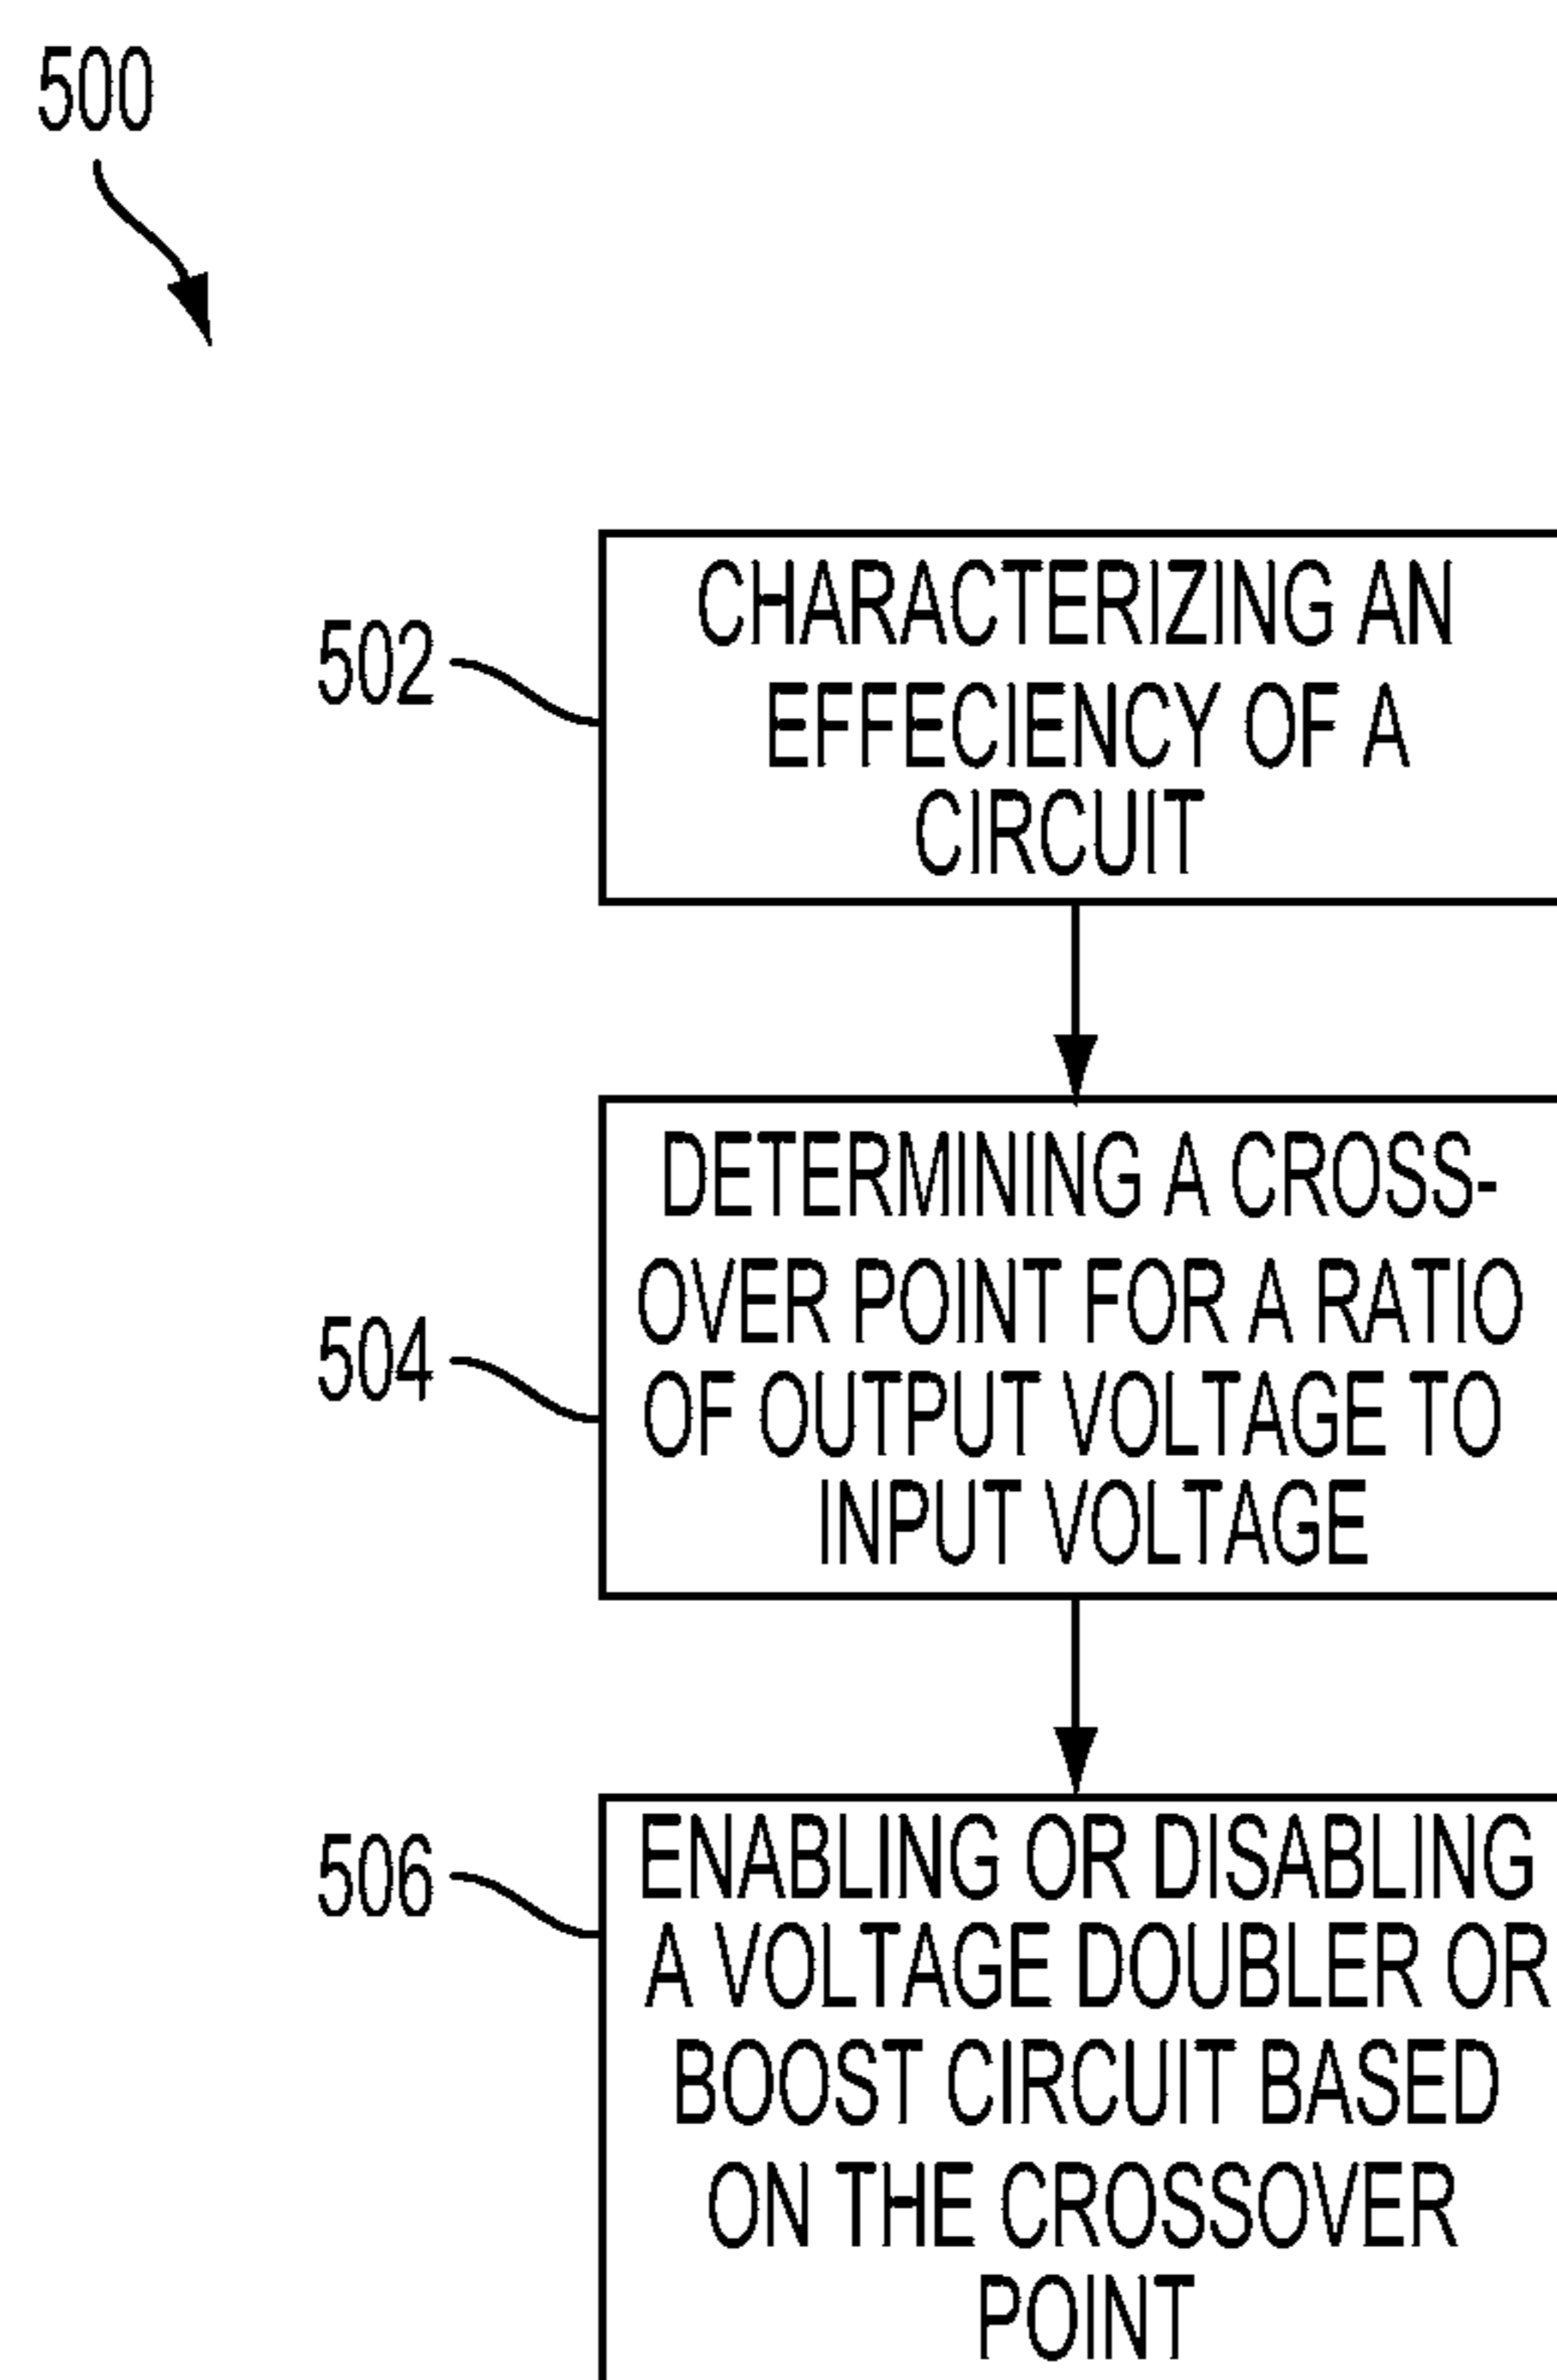 500
CHARACTERIZING AN
502
EFFECIENCY OF A
CIRCUIT
DETERMINING A CROSS-
OVER POINT FOR A RATIO
504
OF OUTPUT VOLTAGE TO
INPUT VOLTAGE
506
ENABLING OR DISABLING
A VOLTAGE DOUBLER OR
BOOST CIRCUIT BASED
ON THE CROSSOVER
POINT